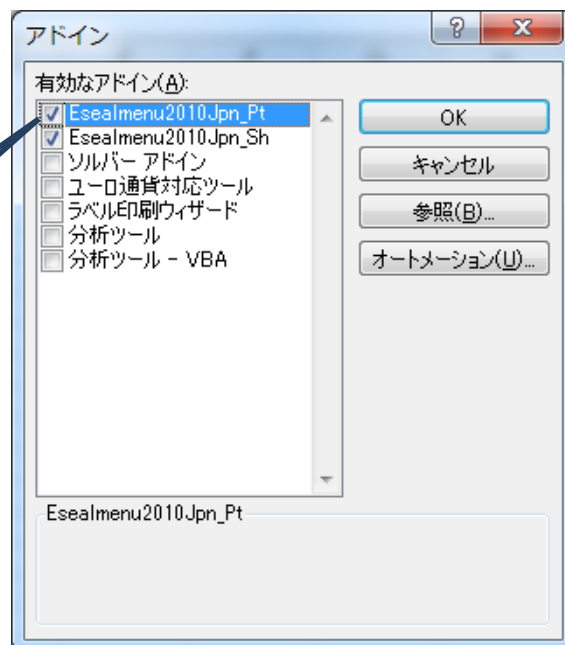 アドイン
有効なアドイン(A):
Esealmenu2010Jpn_Pt
Esealmenu2010Jpn_Sh
ソルバー アドイン
ユーロ通貨対応ツール
ラベル印刷ウィザード
分析ツール
分析ツール - VBA
OK
キャンセル
参照(B)...
オートメーション(U)...
Esealmenu2010Jpn_Pt